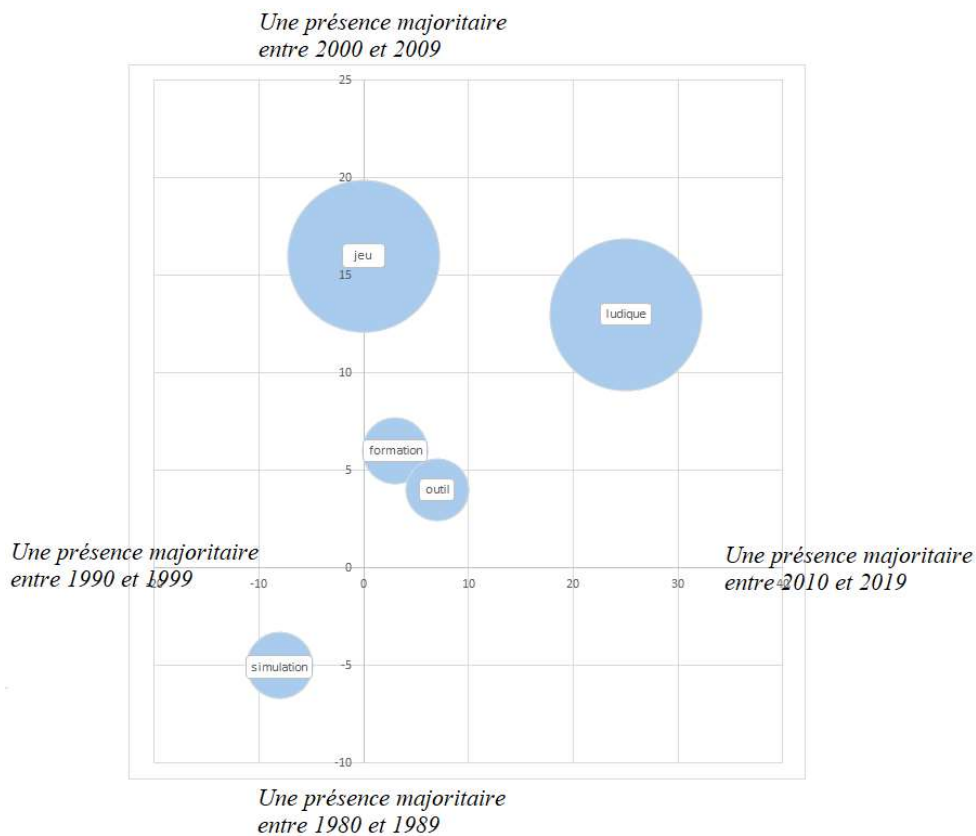 Une présence majoritaire
entre 2000 et 2009
25
20
jeu
15
ludique
10
formation
5
outil
Une présence majoritaire
entre 1990 et 1999
0
Une présence majoritaire
entre 2010 et 2019
-20
-10
0
10
20
30
40
simulation
-5
-10
Une présence majoritaire
entre 1980 et 1989